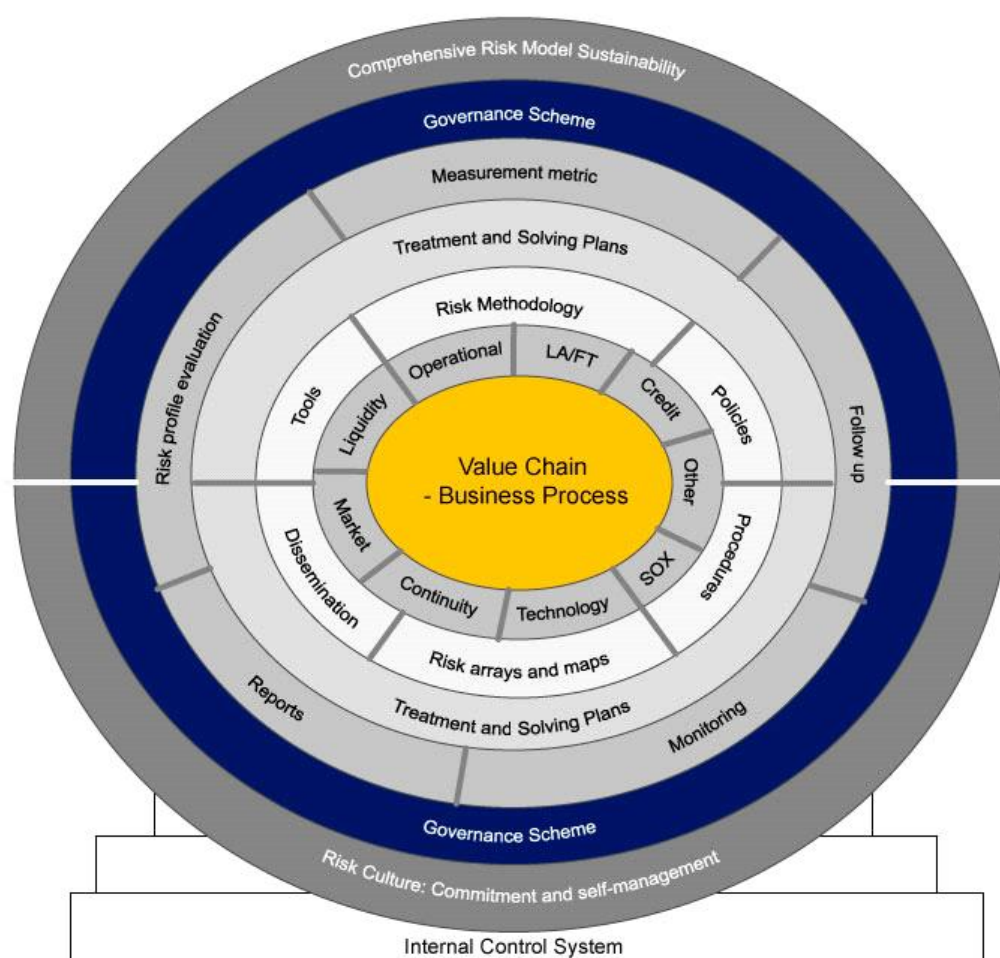 Comprehensive Risk Model Sustainability
Governance Scheme
Measurement metric
Treatment and Solving Plans
Risk Methodology
Operational
LA/FT
Credit
Other
SOX
Technology
Continuity
Market
Liquidity
Tools
Policies
Procedures
Risk arrays and maps
Dissemination
Risk profile evaluation
Follow up
Value Chain
- Business Process
Reports
Monitoring
Treatment and Solving Plans
Governance Scheme
Risk Culture: Commitment and self-management
Internal Control System